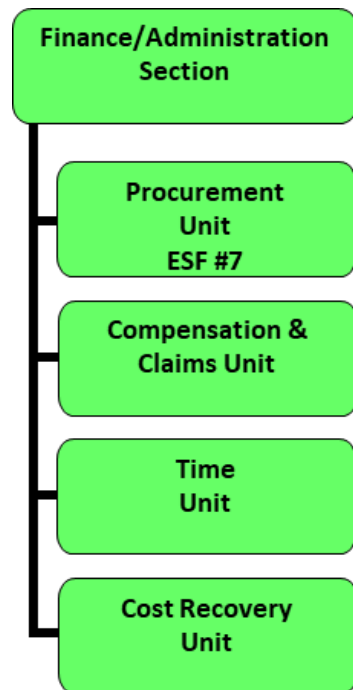 Finance/Administration
Section
Procurement
Unit
ESF #7
Compensation &
Claims Unit
Time
Unit
Cost Recovery
Unit